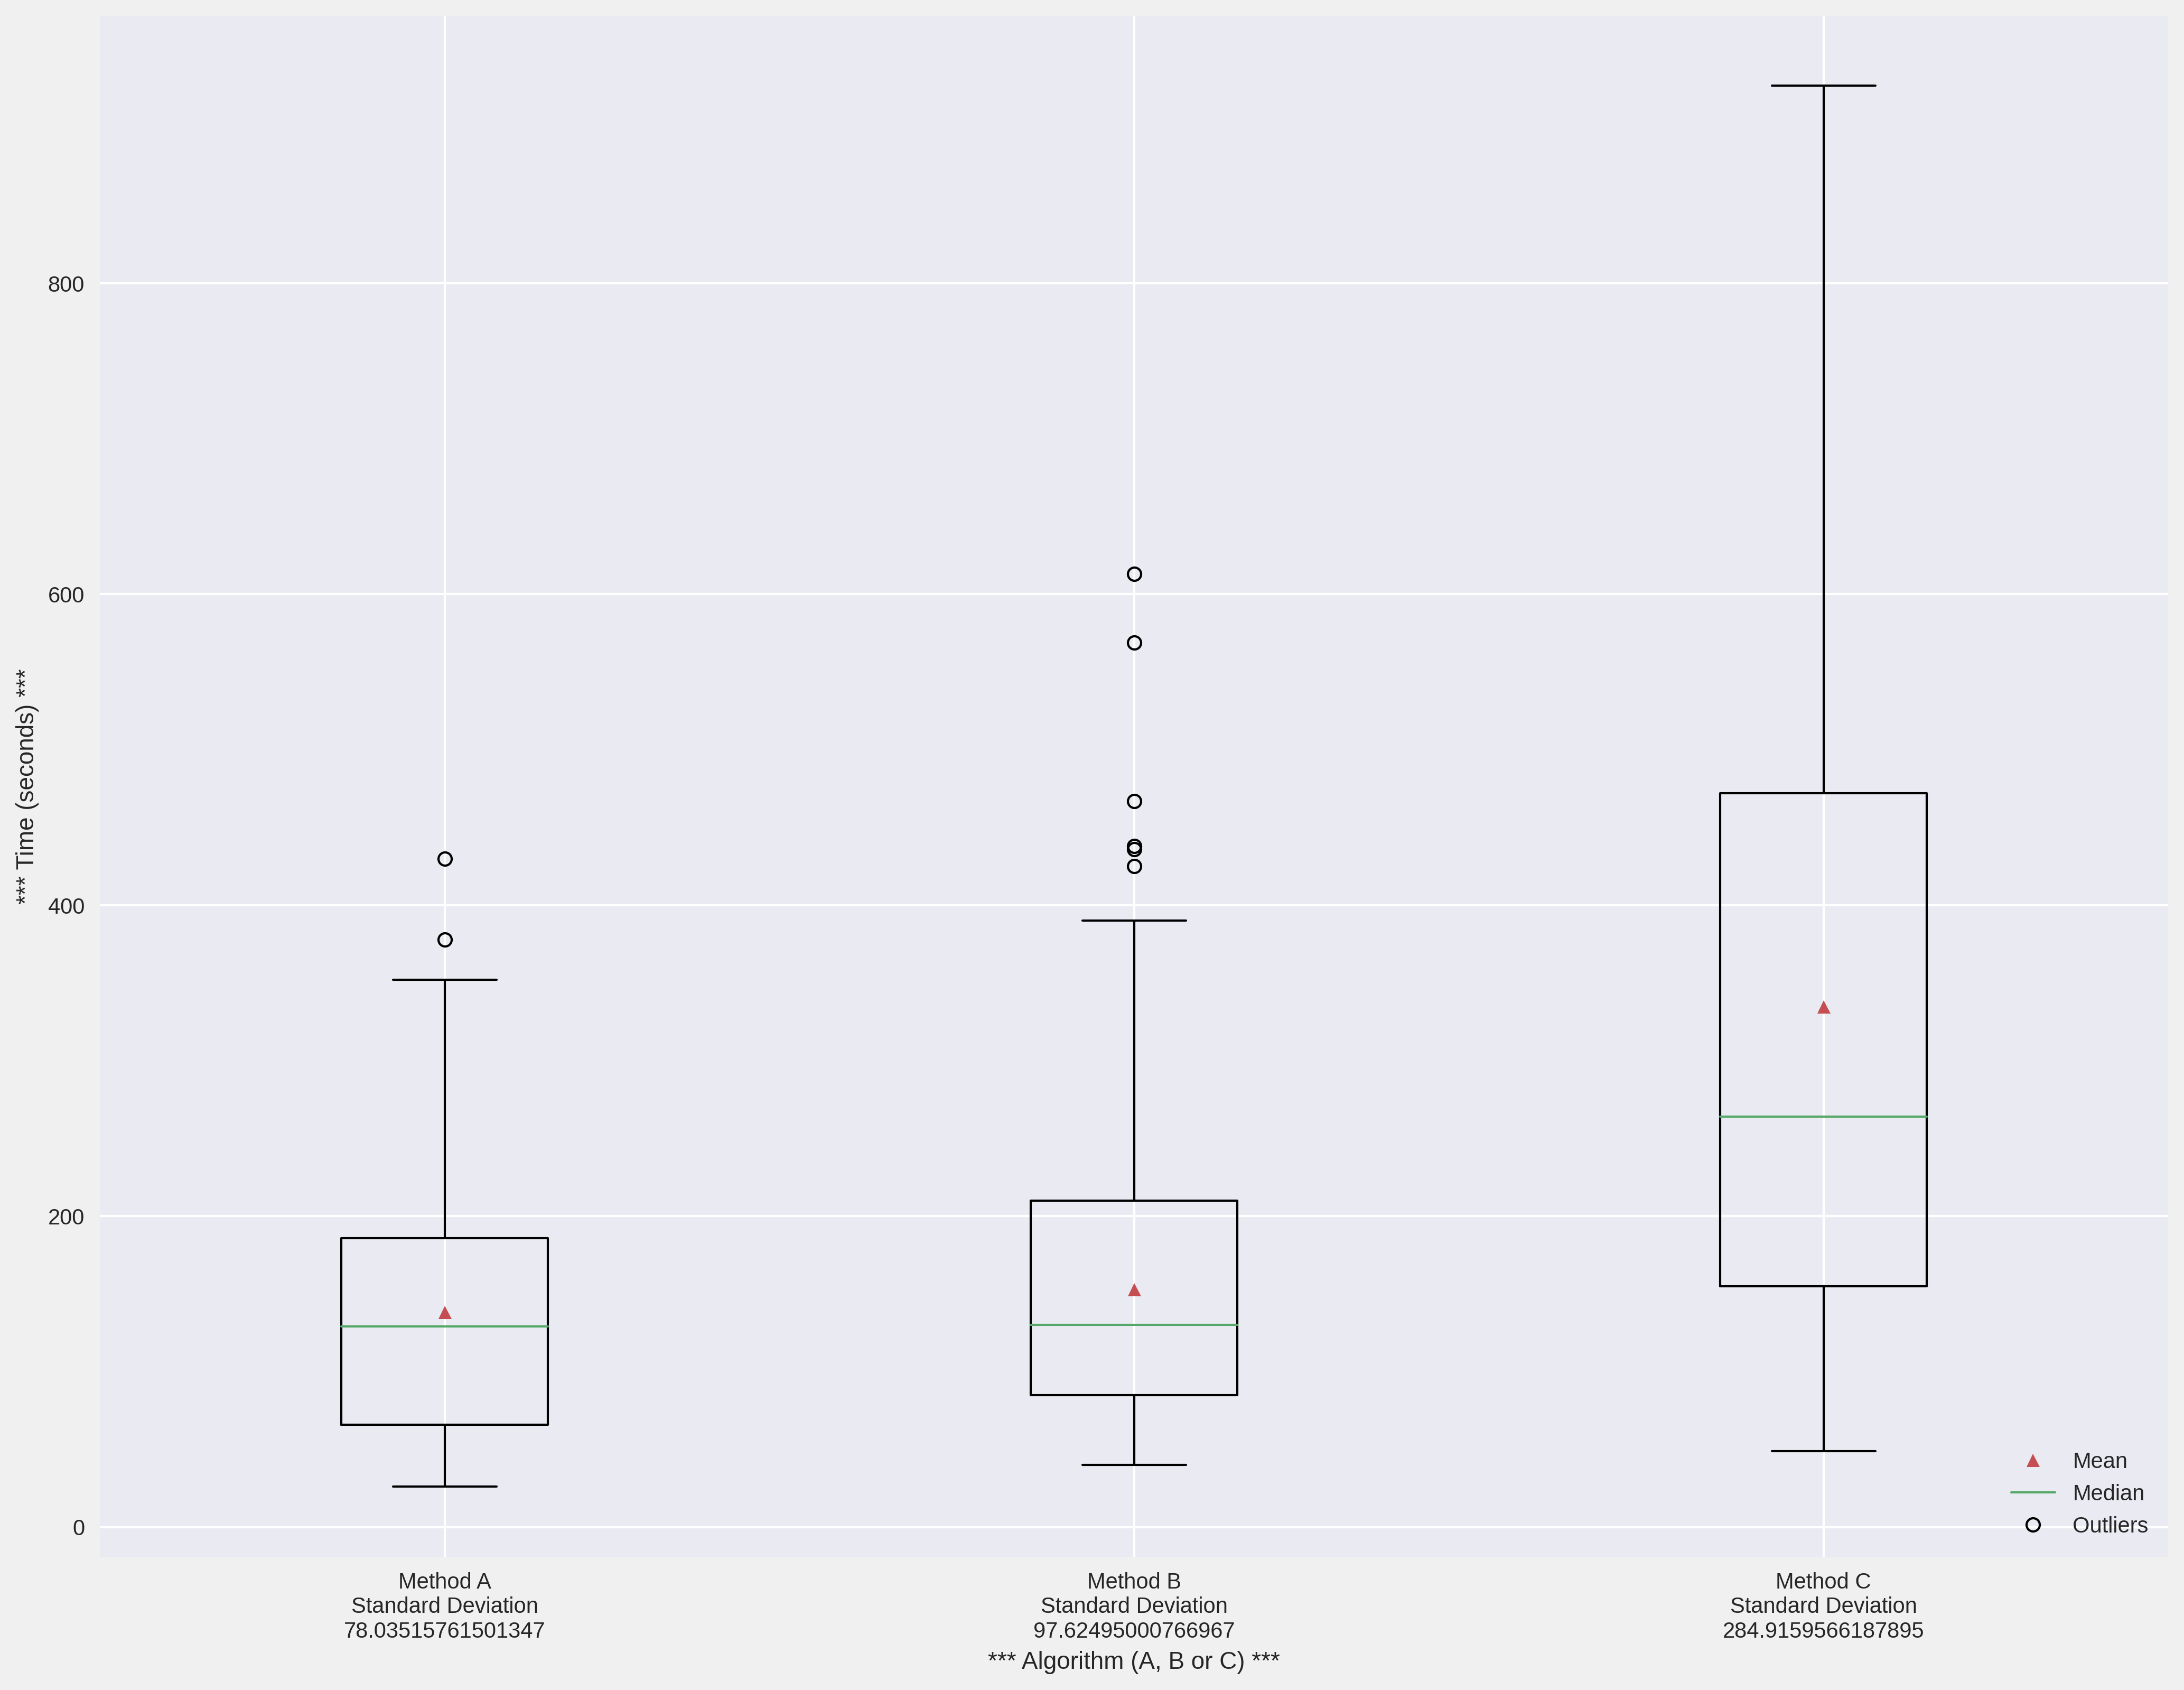 *** Time (seconds) ***
800
600
400
200
0
Mean
Median
Outliers
Method A
Standard Deviation
78.03515761501347
Method B
Standard Deviation
97.62495000766967
Method C
Standard Deviation
284.9159566187895
*** Algorithm (A, B or C) ***